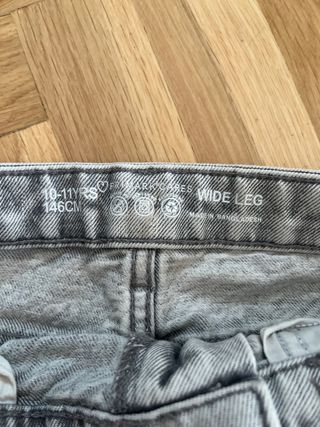 10-11YRS
146CM
PRIMARK CARES
WIDE LEG
MADE IN BANGLADESH